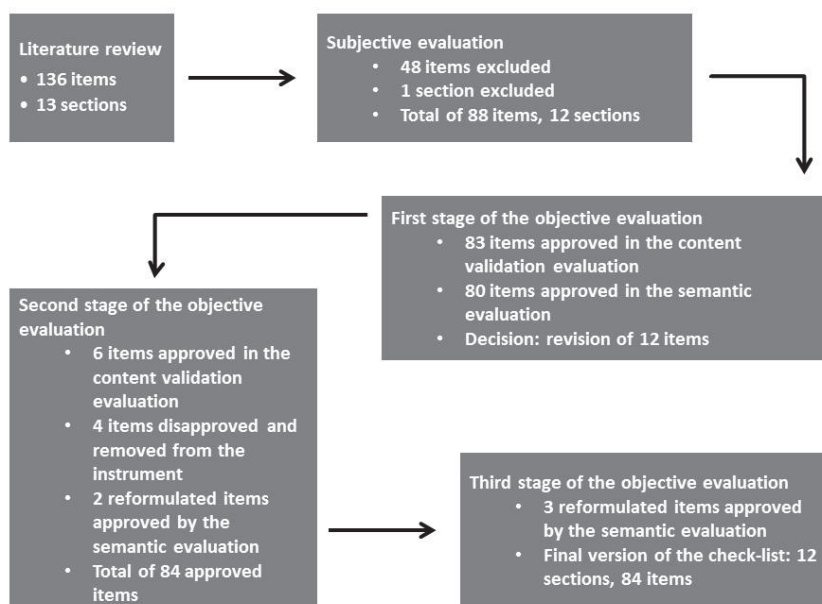 Literature review
• 136 items
• 13 sections
Subjective evaluation
• 48 items excluded
• 1 section excluded
• Total of 88 items, 12 sections
First stage of the objective evaluation
• 83 items approved in the content
validation evaluation
• 80 items approved in the semantic
evaluation
• Decision: revision of 12 items
Second stage of the objective
evaluation
• 6 items approved in the
content validation
evaluation
• 4 items disapproved and
removed from the
instrument
• 2 reformulated items
approved by the
semantic evaluation
• Total of 84 approved
items
Third stage of the objective evaluation
• 3 reformulated items approved
by the semantic evaluation
• Final version of the check-list: 12
sections, 84 items